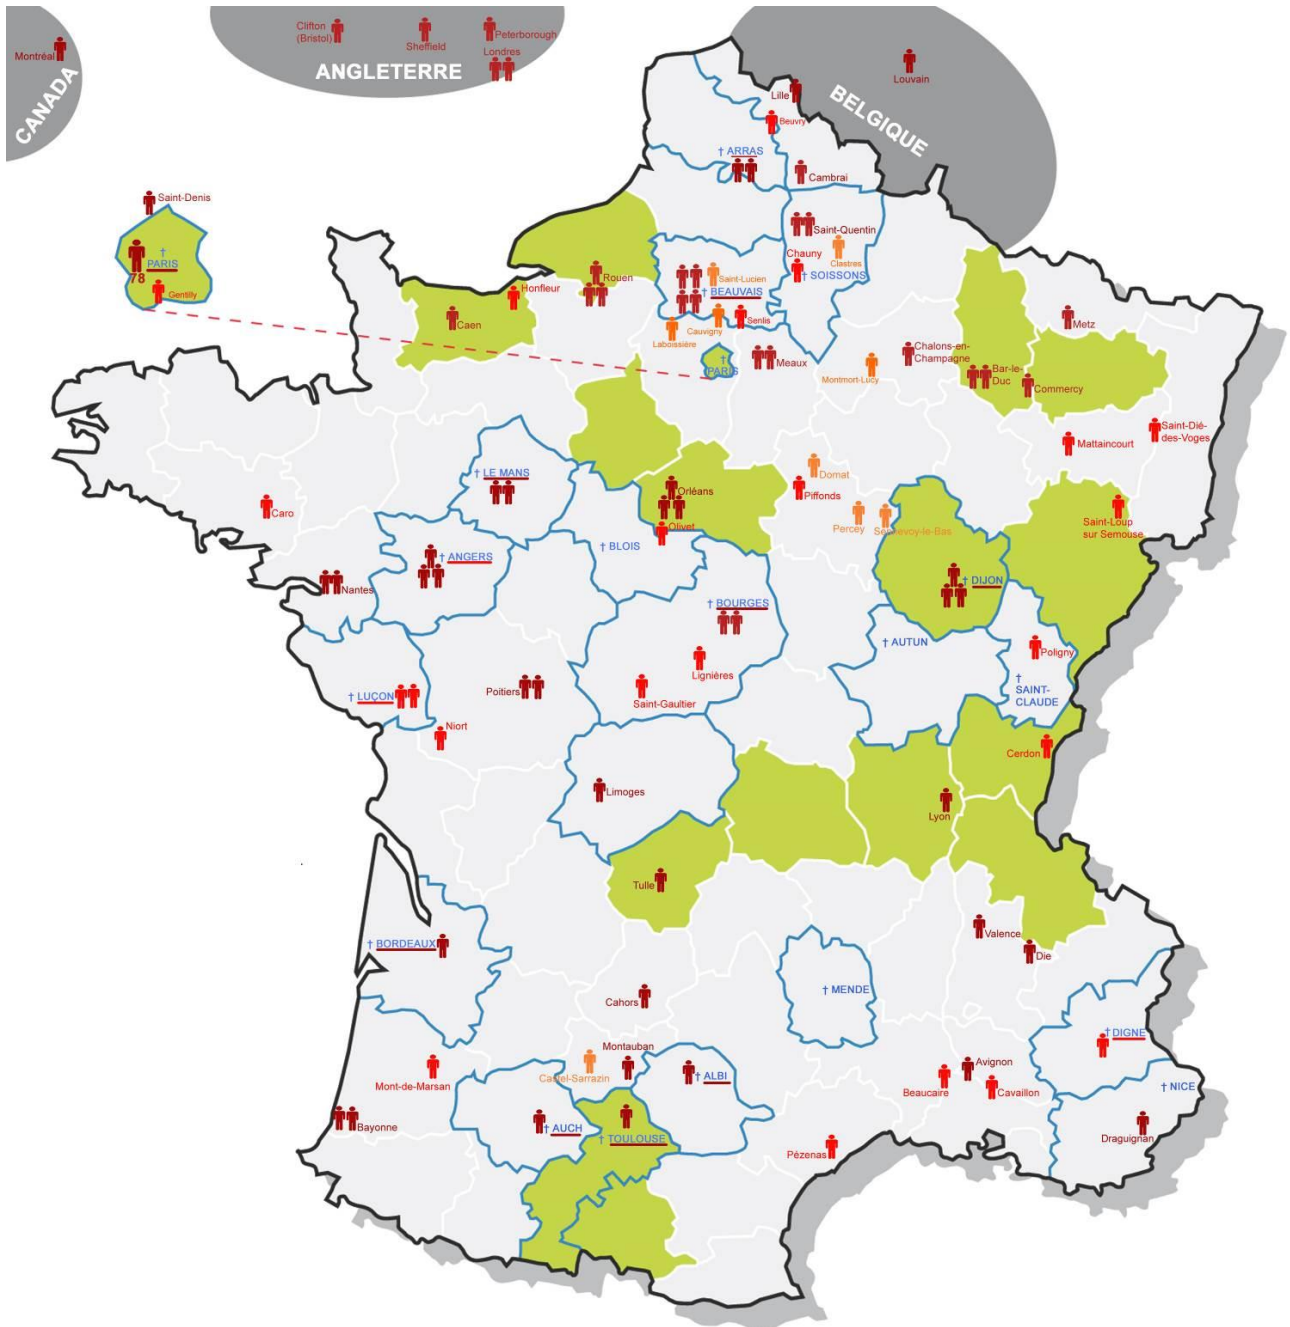 Montréal
CANADA
Clifton
(Bristol)
Sheffield
Peterborough
Londres
ANGLETERRE
Louvain
BELGIQUE
Lille
Beuvry
† ARRAS
Cambrai
Saint-Denis
†
PARIS
78
Gentilly
Saint-Quentin
Clastres
Chauny
† SOISSONS
Saint-Lucien
† BEAUVAIS
Cauvigny
Senlis
Laboissière
Rouen
Honfleur
Caen
†
PARIS
Meaux
Montmort-Lucy
Chalons-en-
Champagne
Metz
Bar-le-
Duc
Commercy
Mattaincourt
Saint-Dié-
des-Voges
† LE MANS
Orléans
Olivet
Domat
Piffonds
Percey
Sennevoy-le-Bas
Saint-Loup
sur Semouse
Caro
† ANGERS
† BLOIS
Nantes
† DIJON
† BOURGES
† AUTUN
Poligny
†
SAINT-
CLAUDE
Lignières
Saint-Gaultier
Poitiers
† LUÇON
Niort
Cerdon
Limoges
Lyon
Tulle
Valence
Die
† BORDEAUX
† MENDE
Cahors
† DIGNE
Montauban
Castel-Sarrazin
Mont-de-Marsan
† ALBI
Avignon
Beaucaire
Cavaillon
† NICE
Bayonne
† AUCH
† TOULOUSE
Draguignan
Pézenas